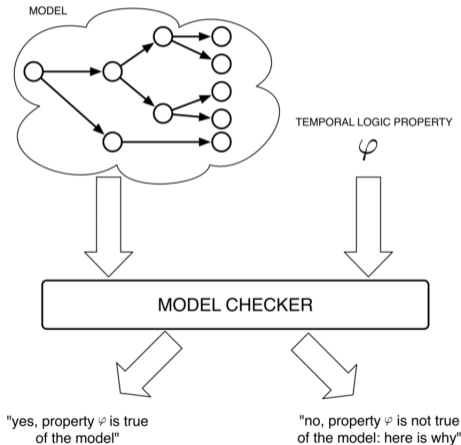 MODEL
TEMPORAL LOGIC PROPERTY
φ
MODEL CHECKER
"yes, property φ is true
of the model"
"no, property φ is not true
of the model: here is why"